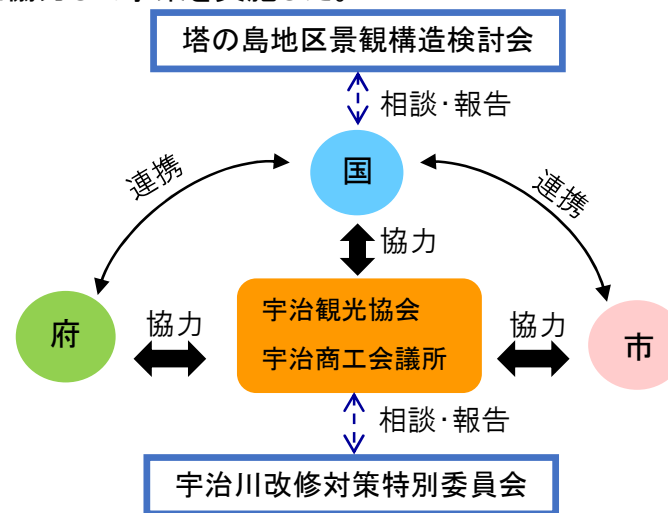 塔の島地区景観構造検討会
相談・報告
国
連携
連携
協力
府
協力
宇治観光協会
宇治商工会議所
協力
市
相談・報告
宇治川改修対策特別委員会